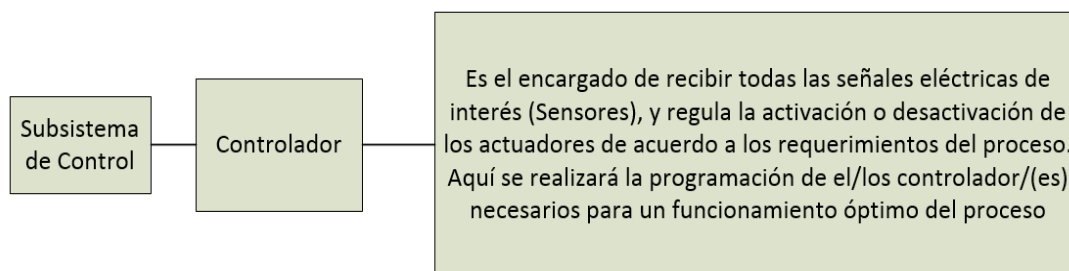 Subsistema
de Control
Controlador
Es el encargado de recibir todas las señales eléctricas de
interés (Sensores), y regula la activación o desactivación de
los actuadores de acuerdo a los requerimientos del proceso.
Aquí se realizará la programación de el/los controlador/(es)
necesarios para un funcionamiento óptimo del proceso